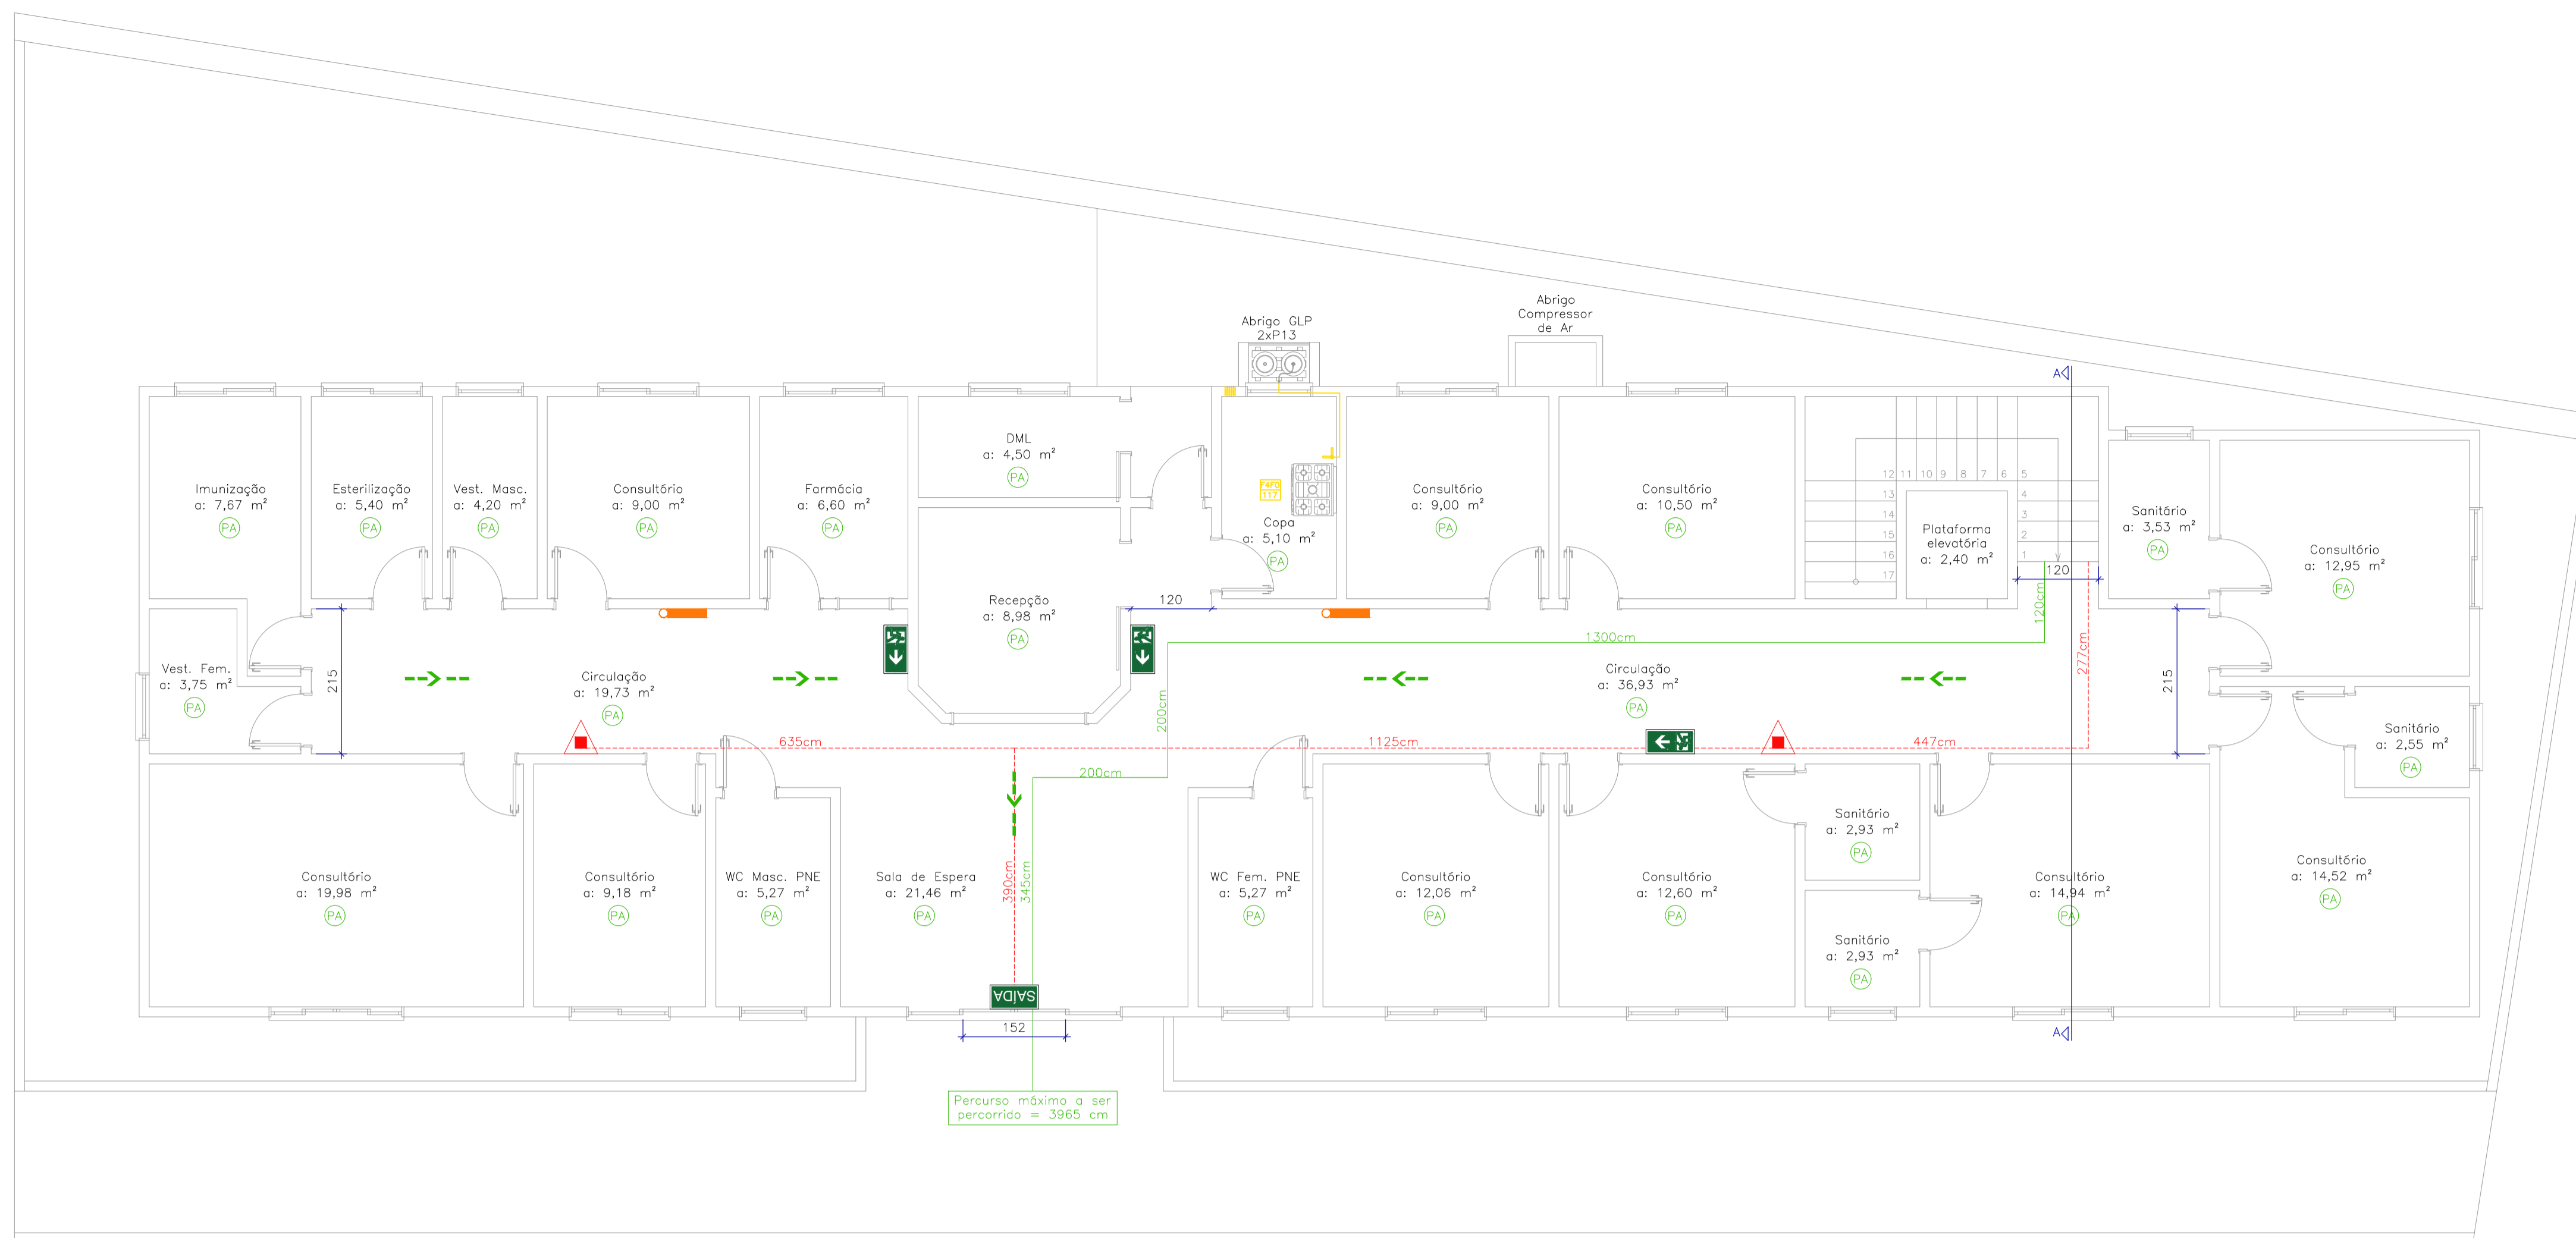 Abrigo
Compressor
de Ar
Abrigo GLP
2xP13
A
DML
a: 4,50 m²
PA
Imunização
a: 7,67 m²
PA
Esterilização
a: 5,40 m²
PA
Vest. Masc.
a: 4,20 m²
PA
Consultório
a: 9,00 m²
PA
Farmácia
a: 6,60 m²
PA
117
Copa
a: 5,10 m²
PA
Consultório
a: 9,00 m²
PA
Consultório
a: 10,50 m²
PA
12 11 10 9 8 7 6 5
13
14
15
16
17
4
3
2
1
Plataforma
elevatória
a: 2,40 m²
Sanitário
a: 3,53 m²
PA
Consultório
a: 12,95 m²
PA
Recepção
a: 8,98 m²
PA
120
120
120cm
1300cm
277cm
215
215
Vest. Fem.
a: 3,75 m²
PA
Circulação
a: 19,73 m²
PA
Circulação
a: 36,93 m²
PA
200cm
635cm
1125cm
447cm
200cm
Sanitário
a: 2,55 m²
PA
Consultório
a: 19,98 m²
PA
Consultório
a: 9,18 m²
PA
WC Masc. PNE
a: 5,27 m²
PA
Sala de Espera
a: 21,46 m²
PA
390cm
345cm
WC Fem. PNE
a: 5,27 m²
PA
Consultório
a: 12,06 m²
PA
Consultório
a: 12,60 m²
PA
Sanitário
a: 2,93 m²
PA
Sanitário
a: 2,93 m²
PA
Consultório
a: 14,94 m²
PA
Consultório
a: 14,52 m²
PA
SAÍDA
152
A
Percurso máximo a ser
percorrido = 3965 cm